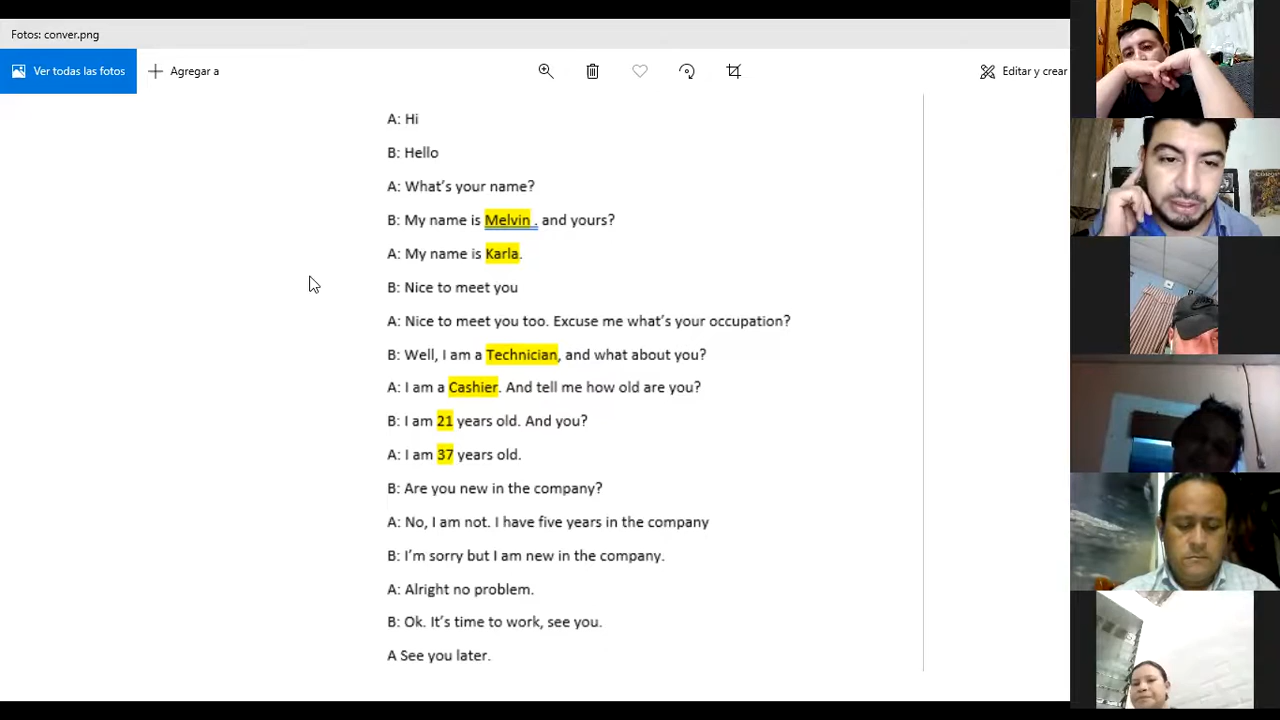 Fotos: conver.png
Ver todas las fotos
Agregar a
Editar y crear
A: Hi
B: Hello
A: What's your name?
B: My name is Melvin . and yours?
A: My name is Karla.
B: Nice to meet you
A: Nice to meet you too. Excuse me what's your occupation?
B: Well, I am a Technician, and what about you?
A: I am a Cashier. And tell me how old are you?
B: I am 21 years old. And you?
A: I am 37 years old.
B: Are you new in the company?
A: No, I am not. I have five years in the company
B: I'm sorry but I am new in the company.
A: Alright no problem.
B: Ok. It's time to work, see you.
A See you later.